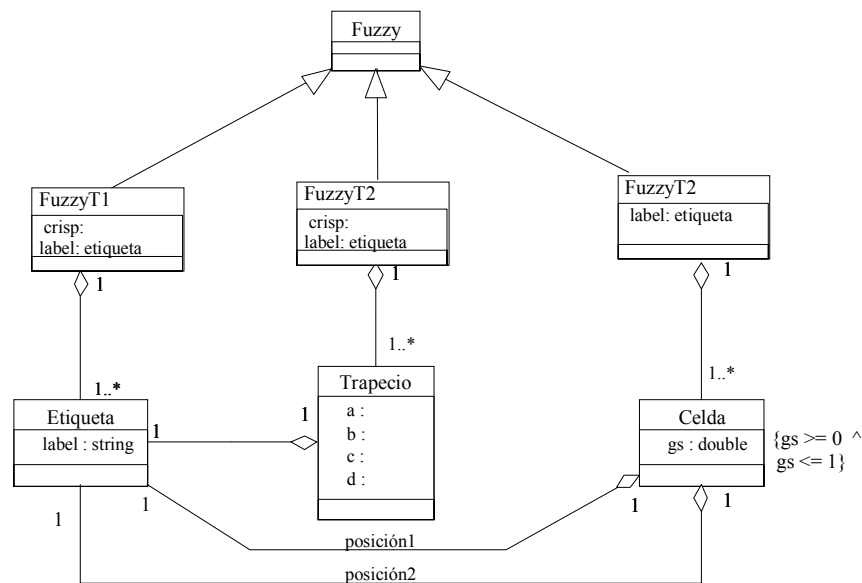 Fuzzy
FuzzyT1
crisp:
label: etiqueta
1
FuzzyT2
crisp:
label: etiqueta
1
FuzzyT2
label: etiqueta
1
1..*
1..*
1..*
Etiqueta
label : string
1
1
Trapecio
a :
b :
c :
d :
Celda
gs : double
{gs >= 0 ^
gs <= 1}
1
1
1
1
posición1
posición2